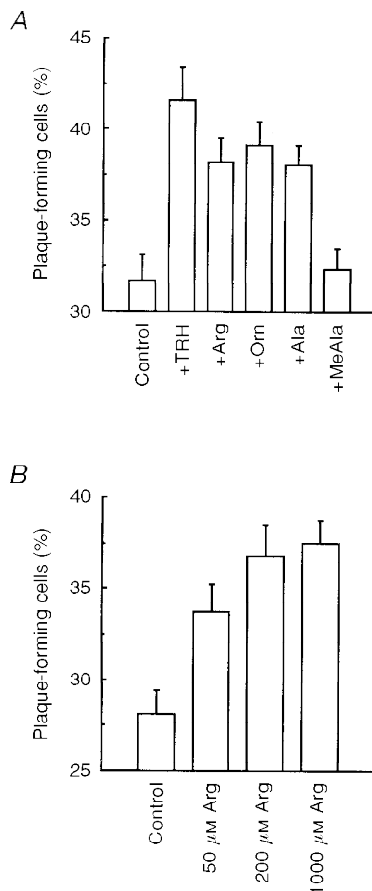 A
Plaque-forming cells (%)
45
40
35
30
Control
+TRH
+Arg
+Orn
+Ala
+MeAla
B
Plaque-forming cells (%)
40
35
30
25
Control
50 μM Arg
200 μM Arg
1000 μM Arg